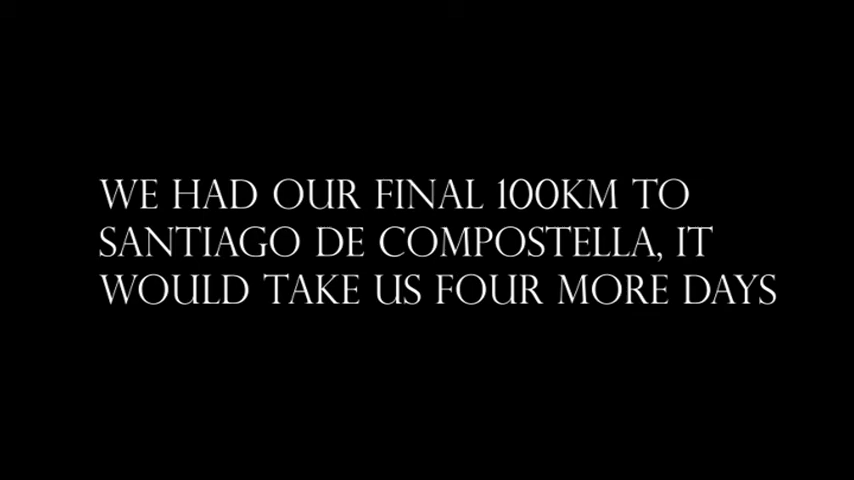 WE HAD OUR FINAL 100KM TO
SANTIAGO DE COMPOSTELLA, IT
WOULD TAKE US FOUR MORE DAYS